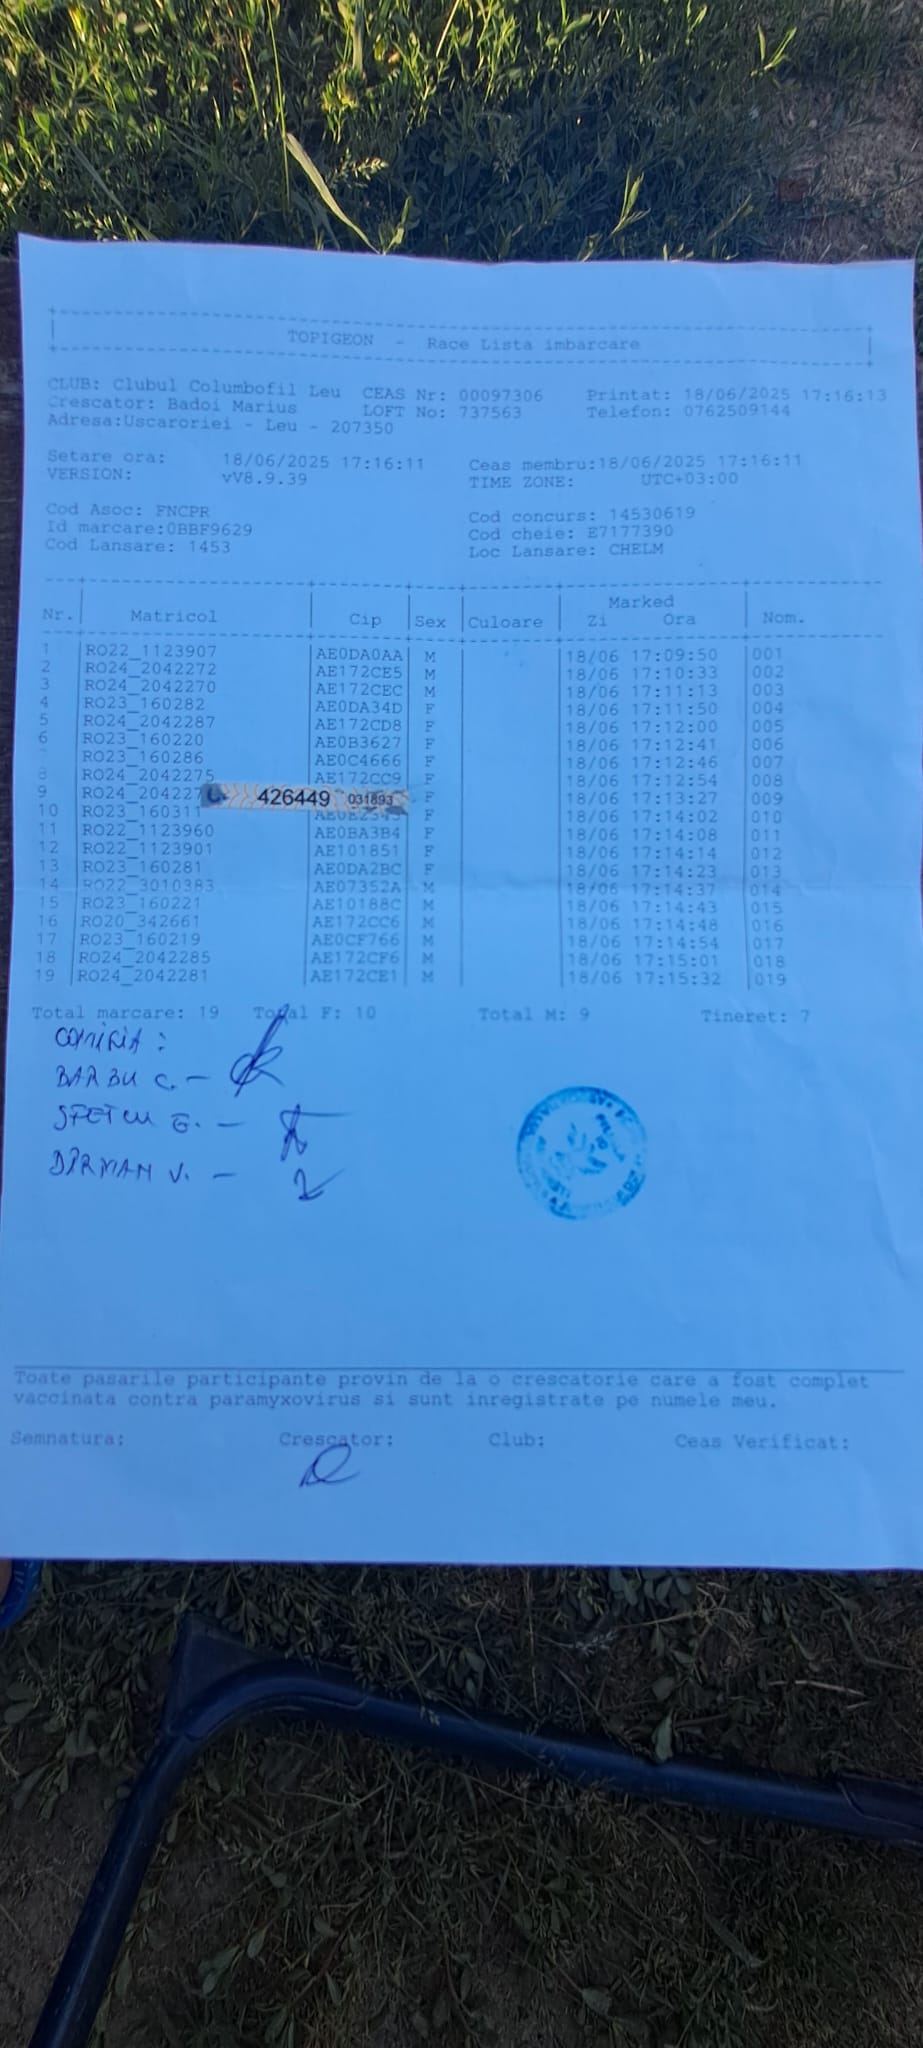 TOPIGEON - Race Lista imbarcare
CLUB: Clubul Columbofil Leu CEAS Nr: 00097306 Printat: 18/06/2025 17:16:13
Crescator: Badoi Marius LOFT No: 737563 Telefon: 0762509144
Adresa:Uscaroriei - Leu - 207350
Setare ora: 18/06/2025 17:16:11 Ceas membru:18/06/2025 17:16:11
VERSION: vV8.9.39 TIME ZONE: UTC+03:00
Cod Asoc: FNCPR Cod concurs: 14530619
Id marcare:0BBF9629 Cod cheie: E7177390
Cod Lansare: 1453 Loc Lansare: CHELM
Marked
Nr. Matricol Cip Sex Culoare Zi Ora Nom.
1 RO22_1123907 AE0DA0AA M 18/06 17:09:50 001
2 RO24_2042272 AE172CE5 M 18/06 17:10:33 002
3 RO24_2042270 AE172CEC M 18/06 17:11:13 003
4 RO23_160282 AE0DA34D F 18/06 17:11:50 004
5 RO24_2042287 AE172CD8 F 18/06 17:12:00 005
6 RO23_160220 AE0B3627 F 18/06 17:12:41 006
RO23_160286 AE0C4666 F 18/06 17:12:46 007
8 RO24_2042275 AE172CC9 F 18/06 17:12:54 008
9 426449 031893 F 18/06 17:13:27 009
10 RO23_160311 F 18/06 17:14:02 010
11 RO22_1123960 AE0BA3B4 F 18/06 17:14:08 011
12 RO22_1123901 AE101851 F 18/06 17:14:14 012
13 RO23_160281 AE0DA2BC F 18/06 17:14:23 013
14 RO22_3010383 AE07352A M 18/06 17:14:37 014
15 RO23_160221 AE10188C M 18/06 17:14:43 015
16 RO20_342661 AE172CC6 M 18/06 17:14:48 016
17 RO23_160219 AE0CF766 M 18/06 17:14:54 017
18 RO24_2042285 AE172CF6 M 18/06 17:15:01 018
19 RO24_2042281 AE172CE1 M 18/06 17:15:32 019
Total marcare: 19 Total F: 10 Total M: 9 Tineret: 7
BARBU C. -
V. -
Toate pasarile participante provin de la o crescatorie care a fost complet
vaccinata contra paramyxovirus si sunt inregistrate pe numele meu.
Semnatura: Crescator: Club: Ceas Verificat: